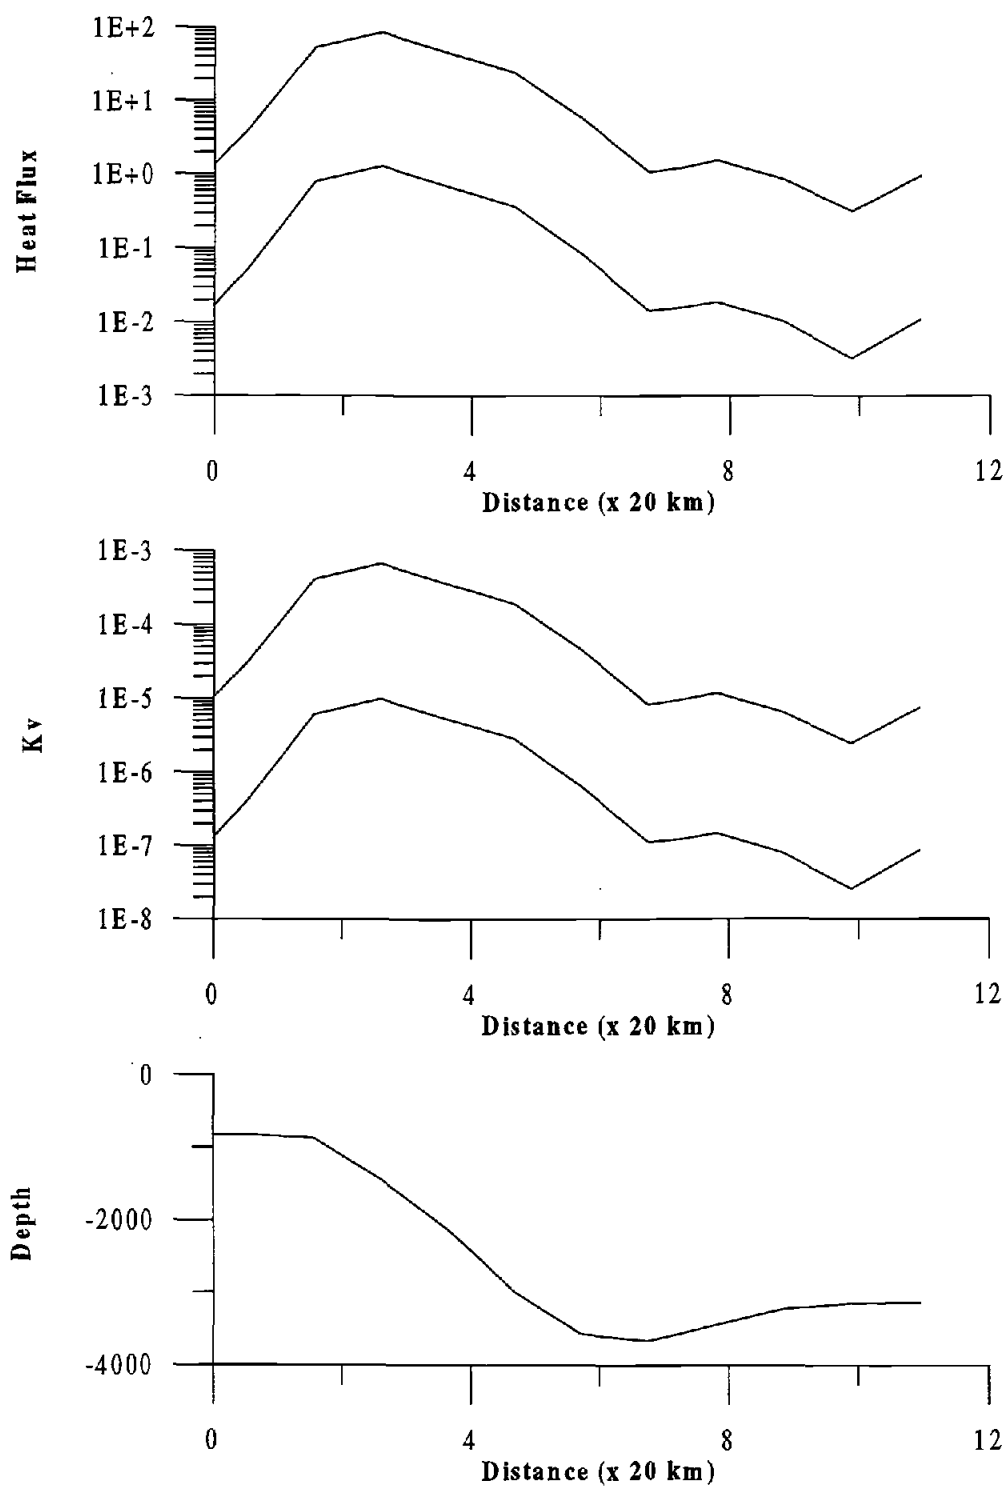 Heat Flux
1E+2
1E+1
1E+0
1E-1
1E-2
1E-3
0 4 8 12
Distance (x 20 km)
Kv
1E-3
1E-4
1E-5
1E-6
1E-7
1E-8
0 4 8 12
Distance (x 20 km)
Depth
0
-2000
-4000
0 4 8 12
Distance (x 20 km)